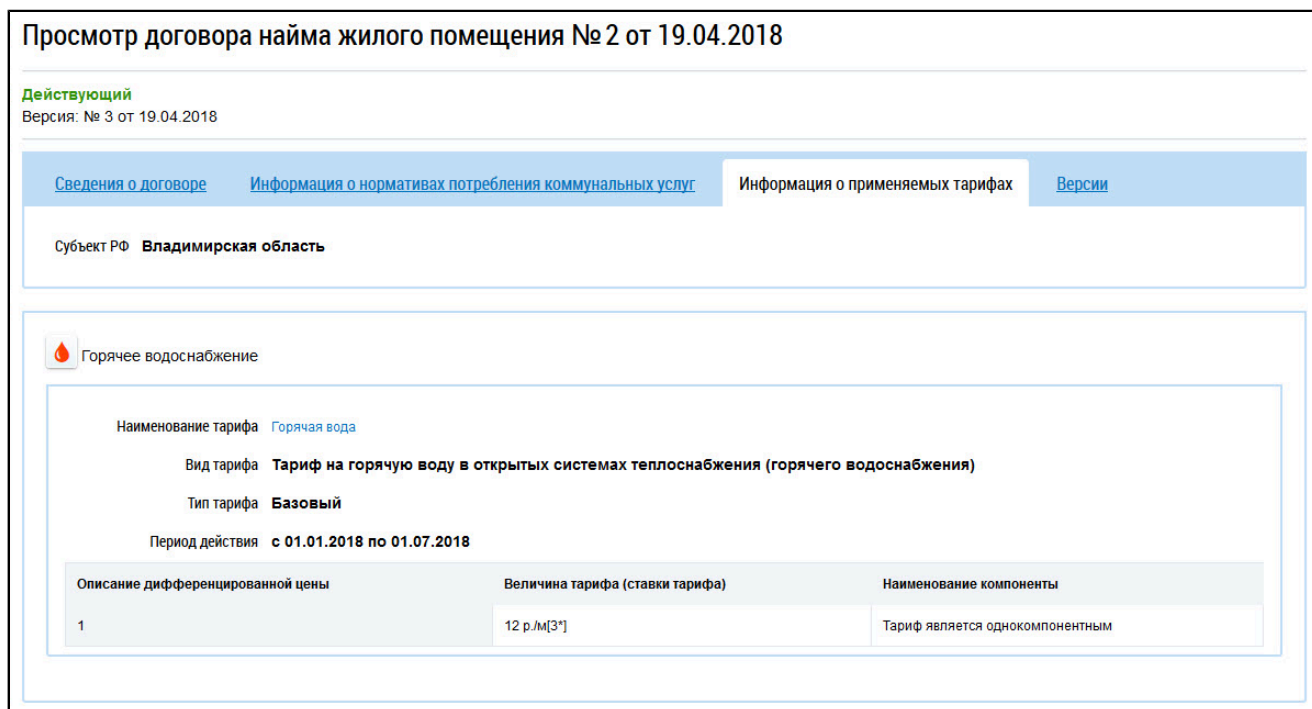 Просмотр договора найма жилого помещения № 2 от 19.04.2018
Действующий
Версия: № 3 от 19.04.2018
Сведения о договоре Информация о нормативах потребления коммунальных услуг Информация о применяемых тарифах Версии
Субъект РФ Владимирская область
Горячее водоснабжение
Наименование тарифа Горячая вода
Вид тарифа Тариф на горячую воду в открытых системах теплоснабжения (горячего водоснабжения)
Тип тарифа Базовый
Период действия с 01.01.2018 по 01.07.2018
Описание дифференцированной цены Величина тарифа (ставки тарифа) Наименование компоненты
1 12 р./м[3*] Тариф является однокомпонентным